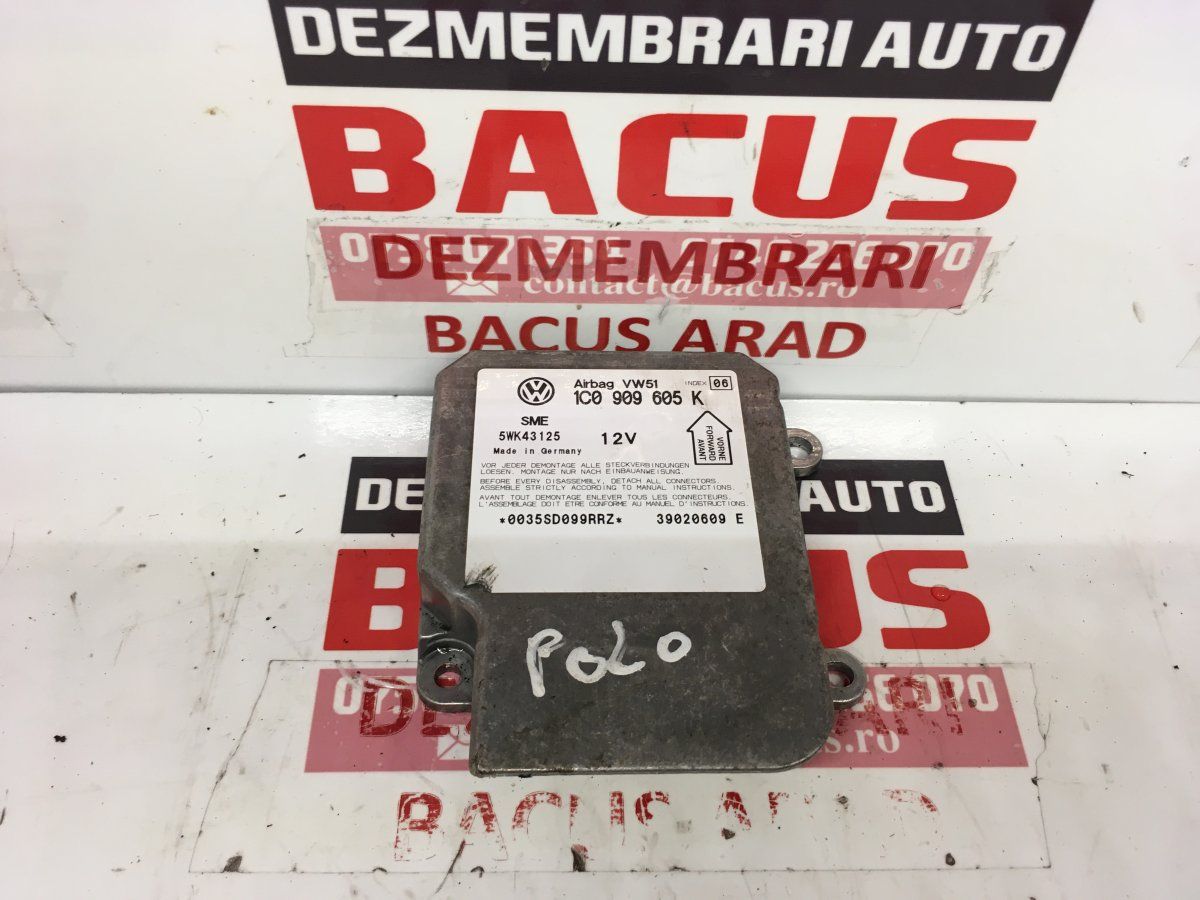 DEZMEMBRARI AUTO
BACUS
DEZMEMBRARI
contact@bacus.ro
BACUS ARAD
Airbag VW51 INDEX 06
1C0 909 605 K
SME
5WK43125 12V
Made in Germany
VORNE
FORWARD
AVANT
VOR JEDER DEMONTAGE ALLE STECKVERBINDUNGEN
LOESEN. MONTAGE NUR NACH EINBAUANWEISUNG.
BEFORE EVERY DISASSEMBLY, DETACH ALL CONNECTORS.
ASSEMBLE STRICTLY ACCORDING TO MANUAL INSTRUCTIONS.
AVANT TOUT DEMONTAGE ENLEVER TOUS LES CONNECTEURS.
L'ASSEMBLAGE DOIT ETRE CONFORME AU MANUEL D'INSTRUCTIONS.
*0035SD099RRZ* 39020609 E
POLO
AUTO
BACUS ARAD